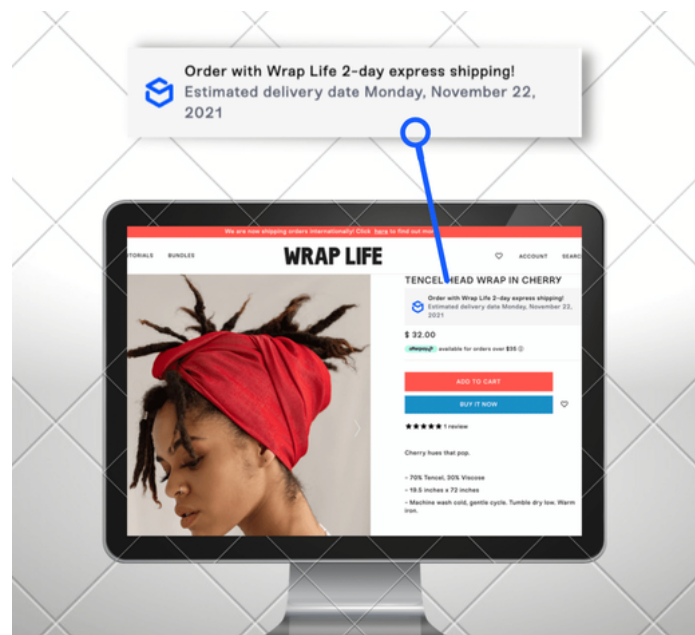 Order with Wrap Life 2-day express shipping!
Estimated delivery date Monday, November 22,
2021
We are now shipping orders internationally! Click here to find out mor
TORIALS BUNDLES WRAP LIFE ACCOUNT SEARC
TENCEL HEAD WRAP IN CHERRY
Order with Wrap Life 2-day express shipping!
Estimated delivery date Monday, November 22,
2021
$ 32.00
afterpay available for orders over $35
ADD TO CART
BUY IT NOW
★★★★★ 1 review
Cherry hues that pop.
- 70% Tencel, 30% Viscose
- 19.5 inches x 72 inches
- Machine wash cold, gentle cycle. Tumble dry low. Warm
iron.